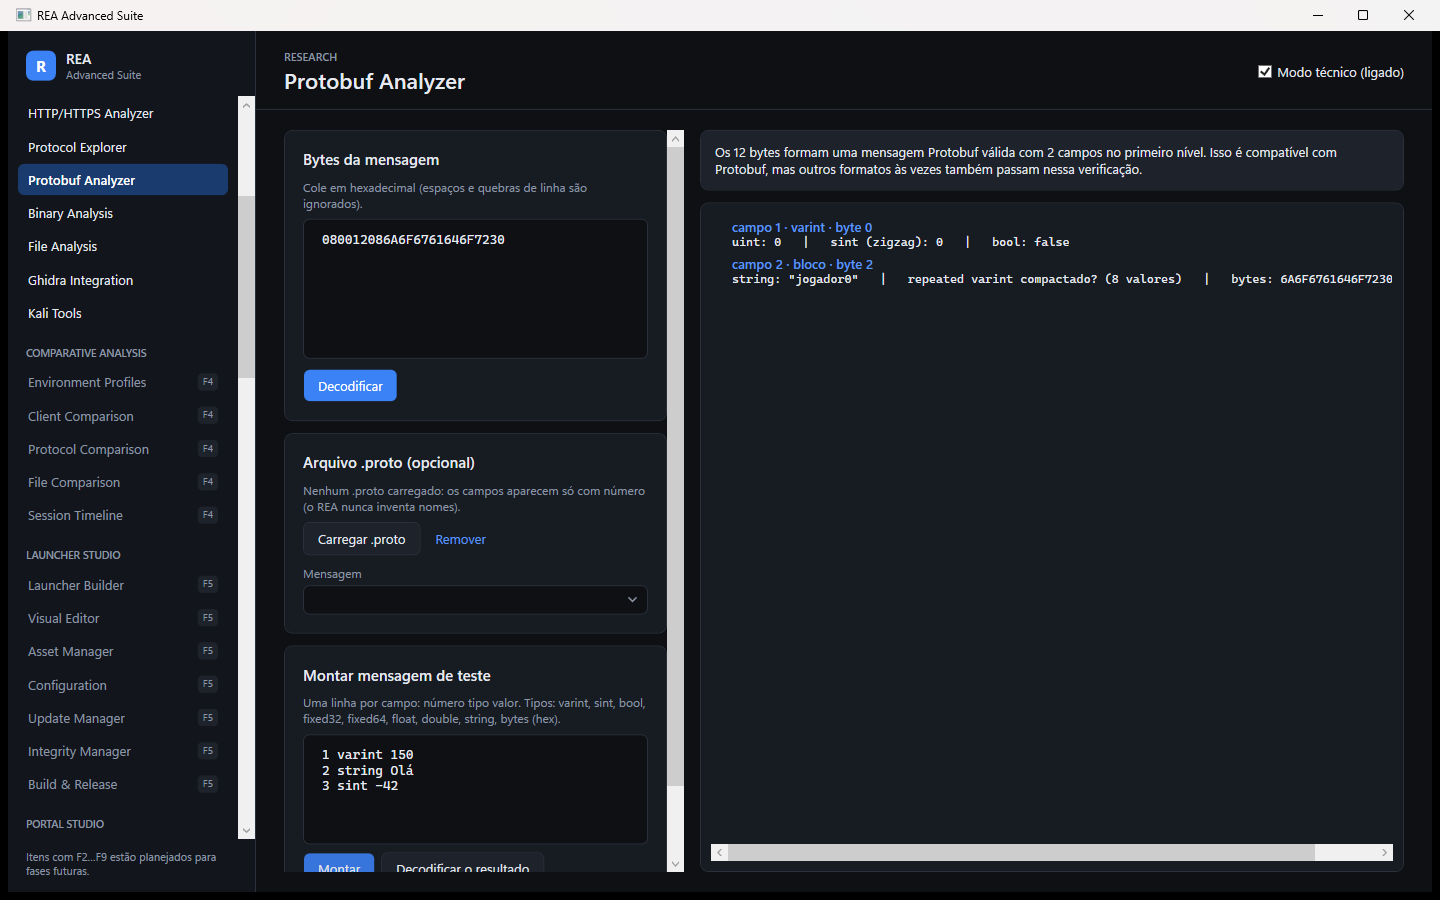 REA Advanced Suite
R
REA
Advanced Suite
HTTP/HTTPS Analyzer
Protocol Explorer
Protobuf Analyzer
Binary Analysis
File Analysis
Ghidra Integration
Kali Tools
COMPARATIVE ANALYSIS
Environment Profiles F4
Client Comparison F4
Protocol Comparison F4
File Comparison F4
Session Timeline F4
LAUNCHER STUDIO
Launcher Builder F5
Visual Editor F5
Asset Manager F5
Configuration F5
Update Manager F5
Integrity Manager F5
Build & Release F5
PORTAL STUDIO
Itens com F2...F9 estão planejados para
fases futuras.
RESEARCH
Protobuf Analyzer
Modo técnico (ligado)
Bytes da mensagem
Cole em hexadecimal (espaços e quebras de linha são
ignorados).
080012086A6F6761646F7230
Decodificar
Arquivo .proto (opcional)
Nenhum .proto carregado: os campos aparecem só com número
(o REA nunca inventa nomes).
Carregar .proto Remover
Mensagem
Montar mensagem de teste
Uma linha por campo: número tipo valor. Tipos: varint, sint, bool,
fixed32, fixed64, float, double, string, bytes (hex).
1 varint 150
2 string Olá
3 sint -42
Montar Decodificar o resultado
Os 12 bytes formam uma mensagem Protobuf válida com 2 campos no primeiro nível. Isso é compatível com
Protobuf, mas outros formatos às vezes também passam nessa verificação.
campo 1 · varint · byte 0
uint: 0 | sint (zigzag): 0 | bool: false
campo 2 · bloco · byte 2
string: "jogador0" | repeated varint compactado? (8 valores) | bytes: 6A6F6761646F7230